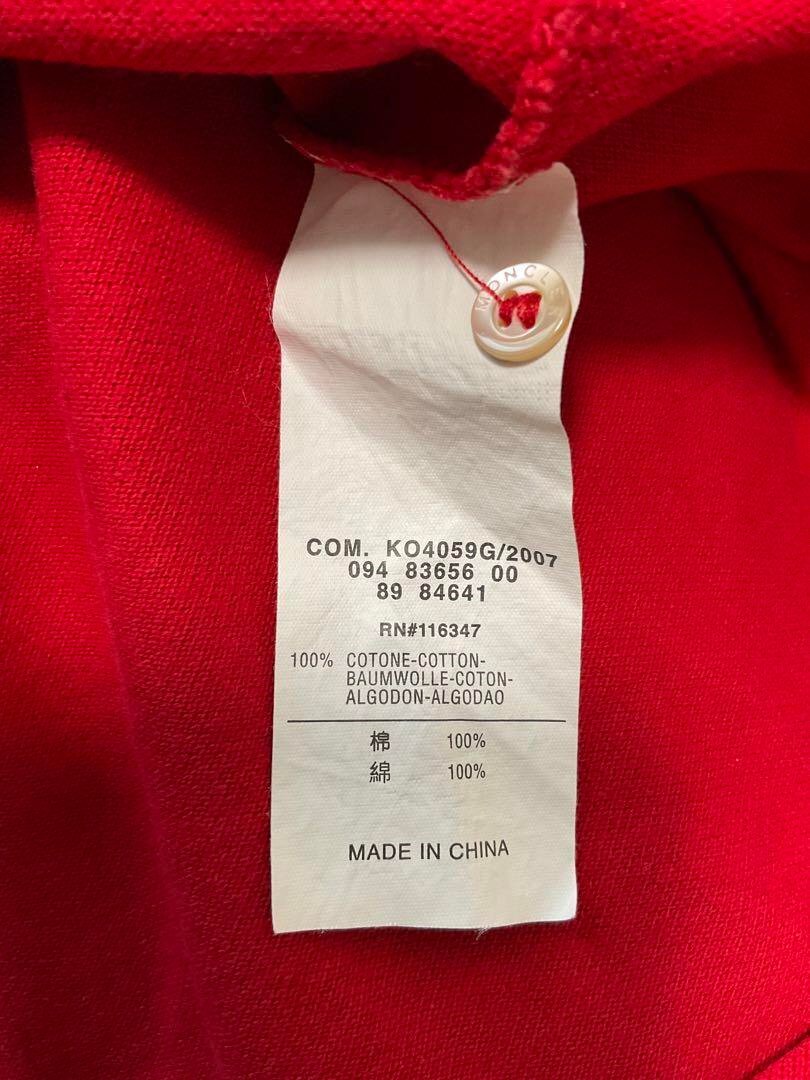 MONCLER
COM. KO4059G/2007
094 83656 00
89 84641
RN#116347
100% COTONE-COTTON-
BAUMWOLLE-COTON-
ALGODON-ALGODAO
棉 100%
綿 100%
MADE IN CHINA